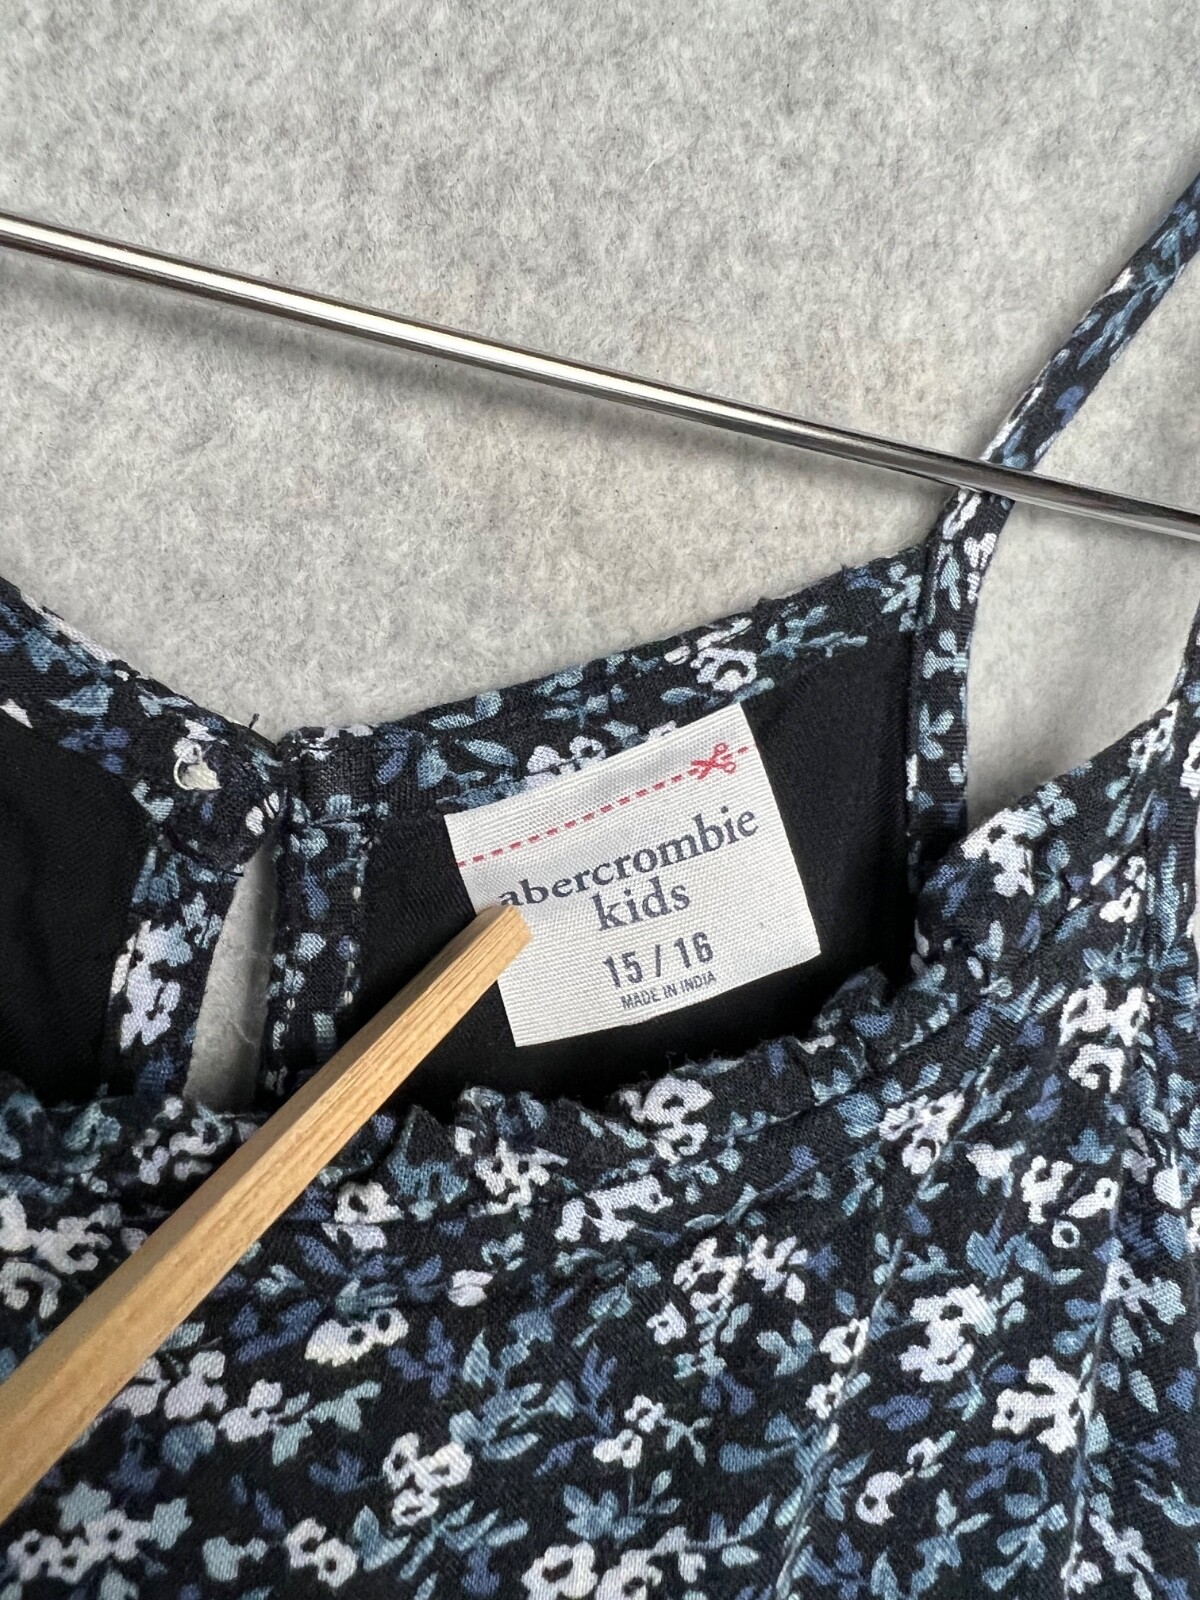 abercrombie
kids
15 / 16
MADE IN INDIA